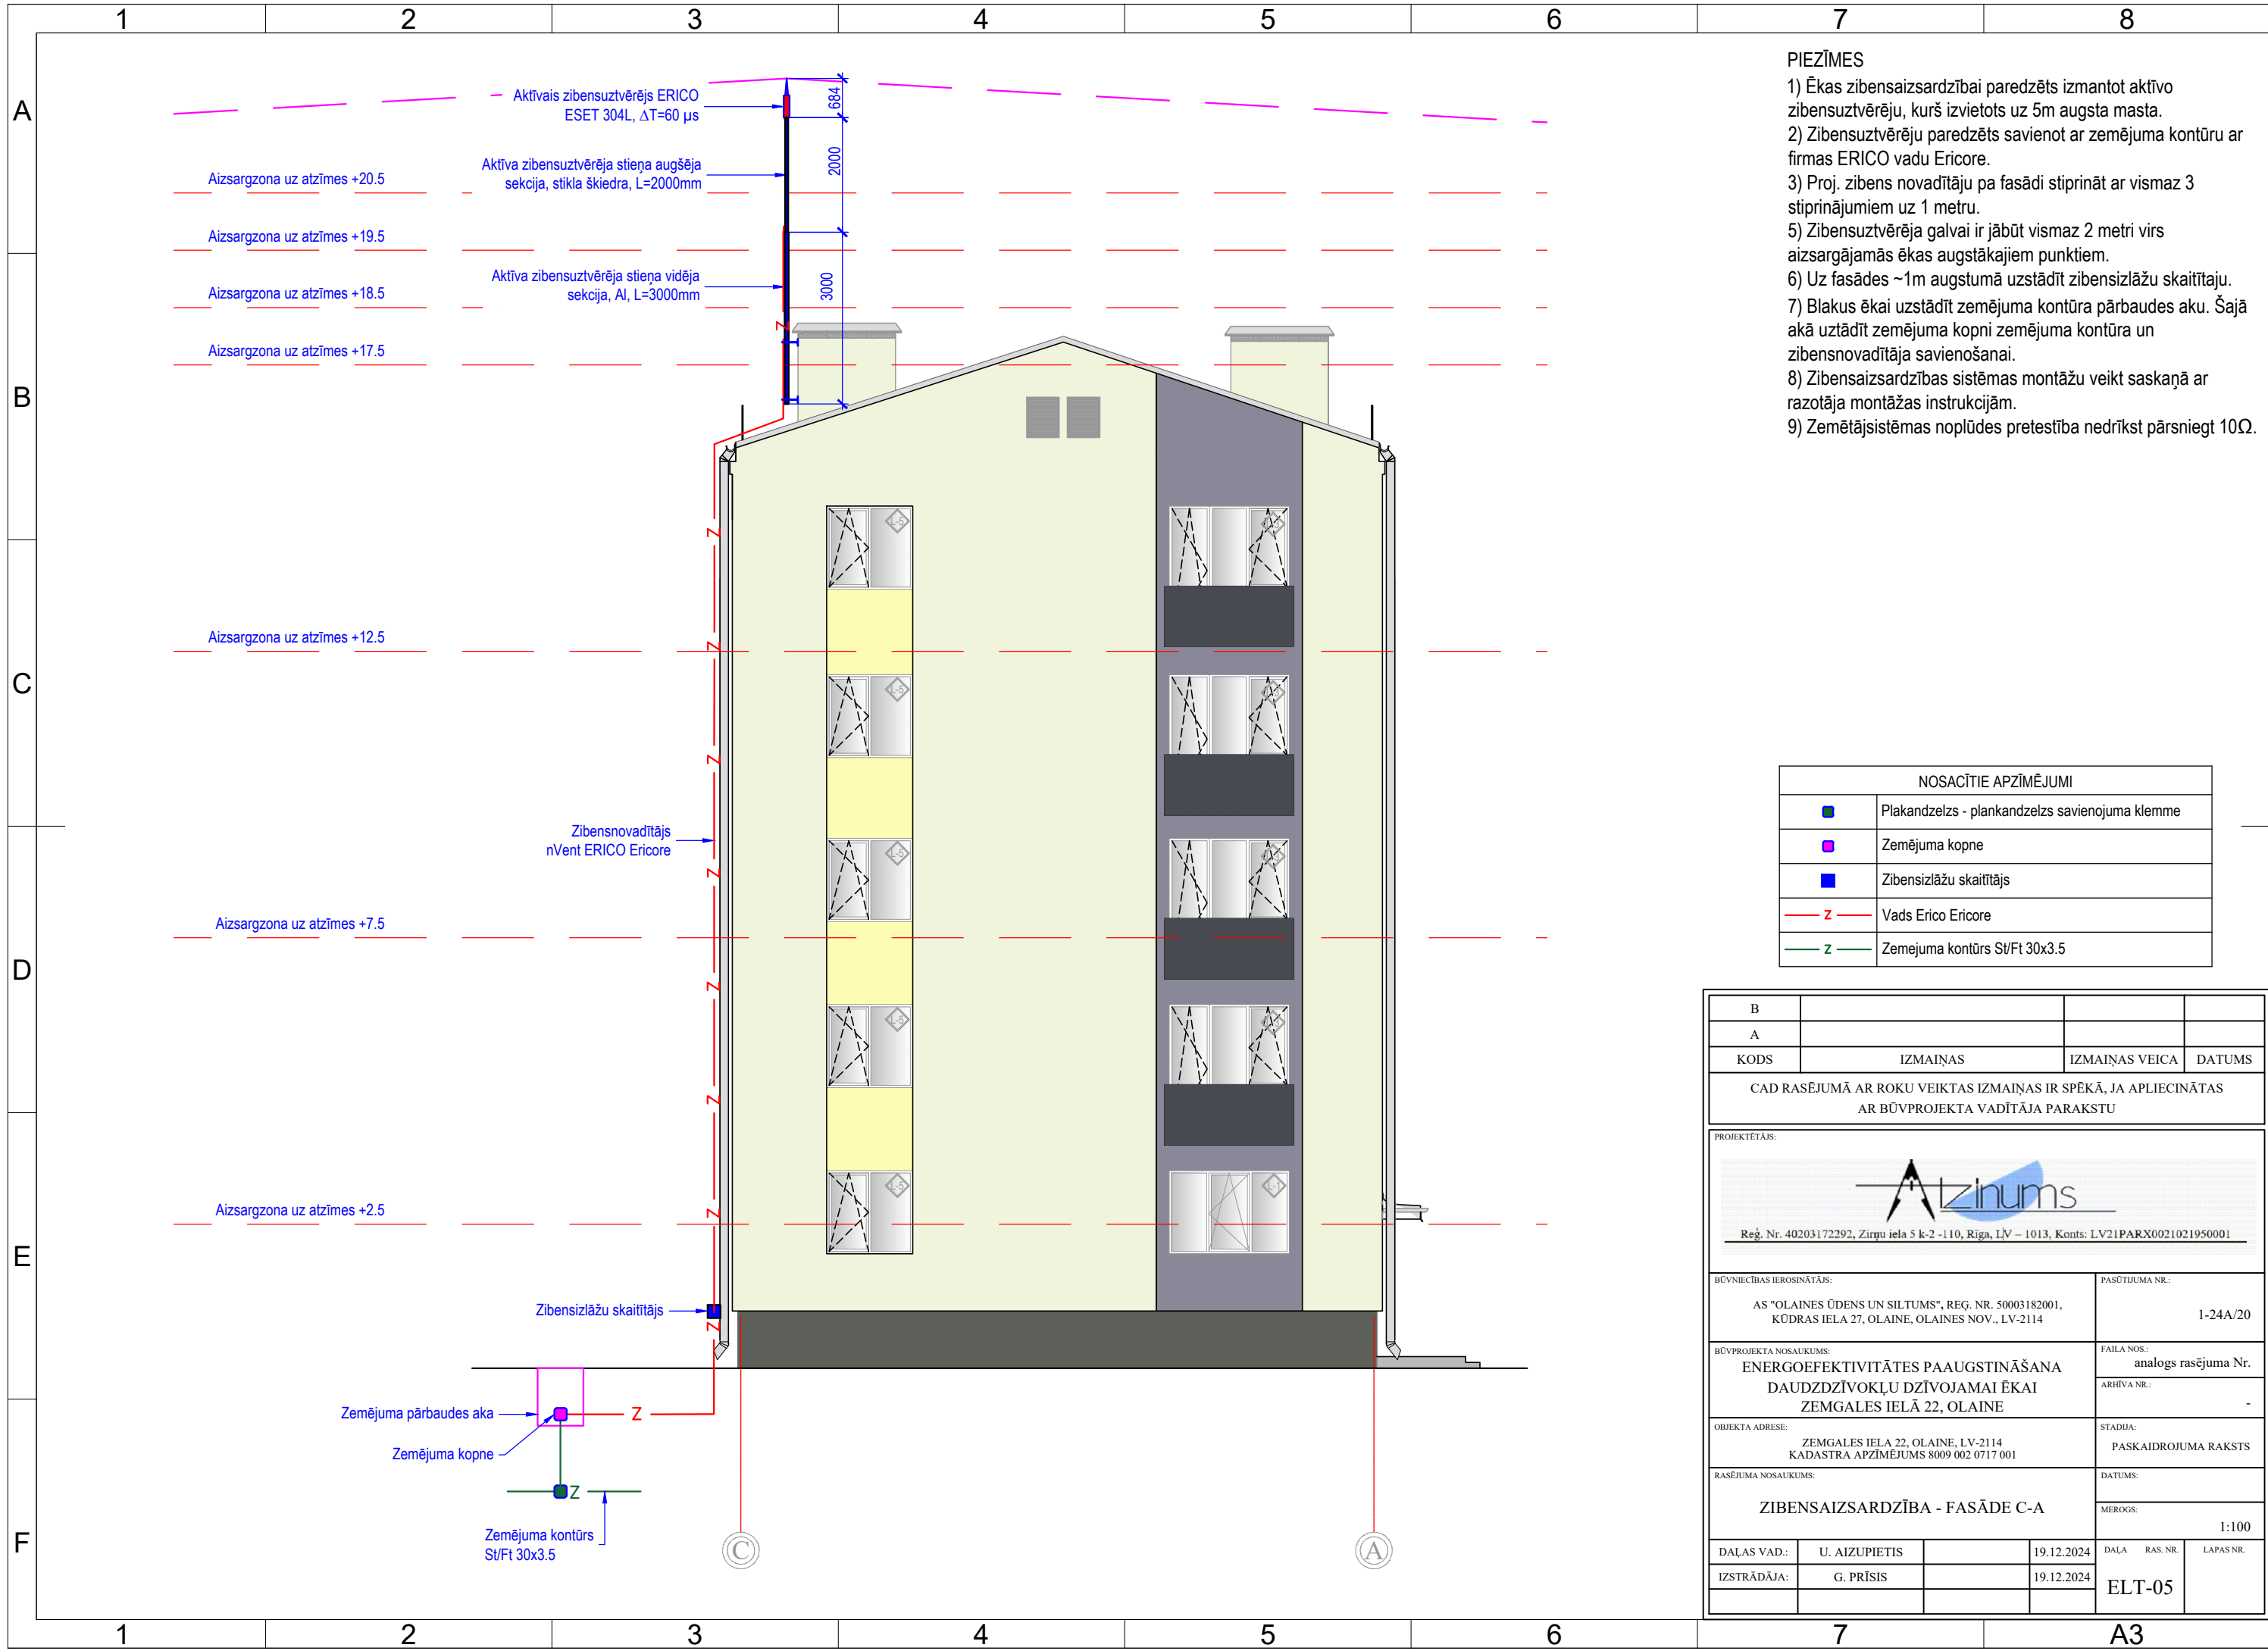 1 2 3 4 5 6 7 8
A
B
C
D
E
F
PIEZĪMES
1) Ēkas zibensaizsardzībai paredzēts izmantot aktīvo
zibensuztvērēju, kurš izvietots uz 5m augsta masta.
2) Zibensuztvērēju paredzēts savienot ar zemējuma kontūru ar
firmas ERICO vadu Ericore.
3) Proj. zibens novadītāju pa fasādi stiprināt ar vismaz 3
stiprinājumiem uz 1 metru.
5) Zibensuztvērēja galvai ir jābūt vismaz 2 metri virs
aizsargājamās ēkas augstākajiem punktiem.
6) Uz fasādes ~1m augstumā uzstādīt zibensizlāžu skaitītaju.
7) Blakus ēkai uzstādīt zemējuma kontūra pārbaudes aku. Šajā
akā uztādīt zemējuma kopni zemējuma kontūra un
zibensnovadītāja savienošanai.
8) Zibensaizsardzības sistēmas montāžu veikt saskaņā ar
razotāja montāžas instrukcijām.
9) Zemētājsistēmas noplūdes pretestība nedrīkst pārsniegt 10Ω.
Aktīvais zibensuztvērējs ERICO
ESET 304L, ΔT=60 µs
684
Aktīva zibensuztvērēja stieņa augšēja
sekcija, stikla škiedra, L=2000mm
2000
Aizsargzona uz atzīmes +20.5
Aizsargzona uz atzīmes +19.5
Aktīva zibensuztvērēja stieņa vidēja
sekcija, Al, L=3000mm
3000
Aizsargzona uz atzīmes +18.5
Z
Aizsargzona uz atzīmes +17.5
Z
L-5
Aizsargzona uz atzīmes +12.5
Z
L-5
Z
Zibensnovadītājs
nVent ERICO Ericore
L-5
Z
Aizsargzona uz atzīmes +7.5
Z
L-5
Z
Aizsargzona uz atzīmes +2.5
Z
L-5
L-1
Zibensizlāžu skaitītājs
Z
Zemējuma pārbaudes aka
Z
Zemējuma kopne
Z
Zemējuma kontūrs
St/Ft 30x3.5
C
A
NOSACĪTIE APZĪMĒJUMI
Plakandzelzs - plankandzelzs savienojuma klemme
Zemējuma kopne
Zibensizlāžu skaitītājs
Z Vads Erico Ericore
Z Zemejuma kontūrs St/Ft 30x3.5
B
A
KODS IZMAIŅAS IZMAIŅAS VEICA DATUMS
CAD RASĒJUMĀ AR ROKU VEIKTAS IZMAIŅAS IR SPĒKĀ, JA APLIECINĀTAS
AR BŪVPROJEKTA VADĪTĀJA PARAKSTU
PROJEKTĒTĀJS:
Atzinums
Reģ. Nr. 40203172292, Zirņu iela 5 k-2 -110, Rīga, LV – 1013, Konts: LV21PARX0021021950001
BŪVNIECĪBAS IEROSINĀTĀJS:
AS "OLAINES ŪDENS UN SILTUMS", REĢ. NR. 50003182001,
KŪDRAS IELA 27, OLAINE, OLAINES NOV., LV-2114
PASŪTIJUMA NR.:
1-24A/20
BŪVPROJEKTA NOSAUKUMS:
ENERGOEFEKTIVITĀTES PAAUGSTINĀŠANA
DAUDZDZĪVOKĻU DZĪVOJAMAI ĒKAI
ZEMGALES IELĀ 22, OLAINE
FAILA NOS.:
analogs rasējuma Nr.
ARHĪVA NR.:
-
OBJEKTA ADRESE:
ZEMGALES IELA 22, OLAINE, LV-2114
KADASTRA APZĪMĒJUMS 8009 002 0717 001
STADIJA:
PASKAIDROJUMA RAKSTS
RASĒJUMA NOSAUKUMS:
ZIBENSAIZSARDZĪBA - FASĀDE C-A
DATUMS:
MEROGS:
1:100
DAĻAS VAD.: U. AIZUPIETIS 19.12.2024
IZSTRĀDĀJA: G. PRĪSIS 19.12.2024
DAĻA RAS. NR. LAPAS NR.
ELT-05
1 2 3 4 5 6 7 A3